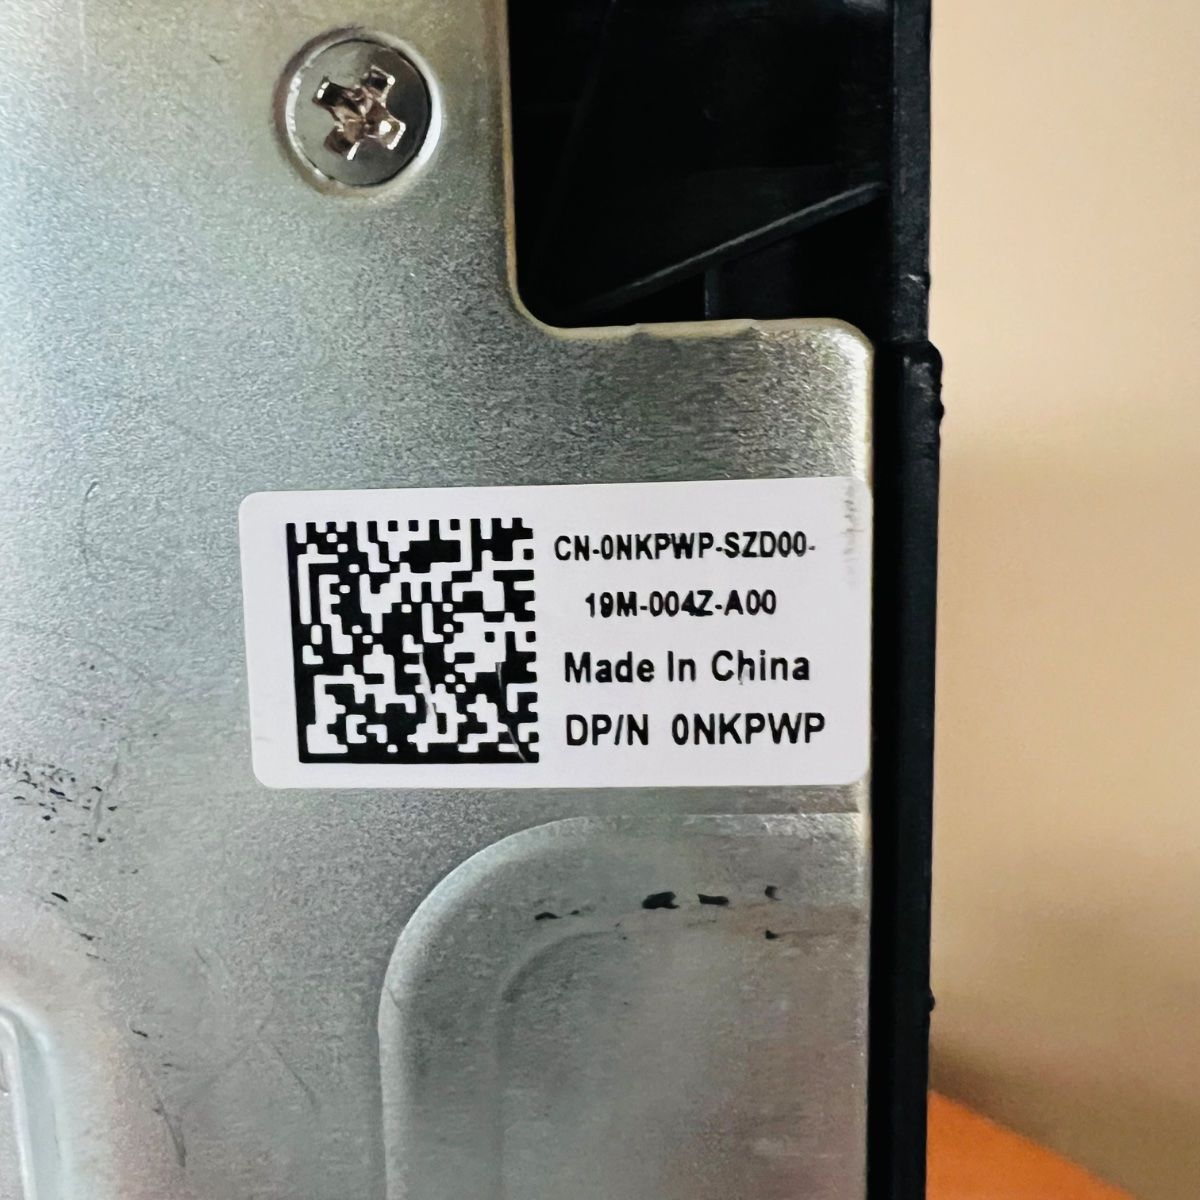 CN-0NKPWP-SZD00-
19M-004Z-A00
Made In China
DP/N 0NKPWP